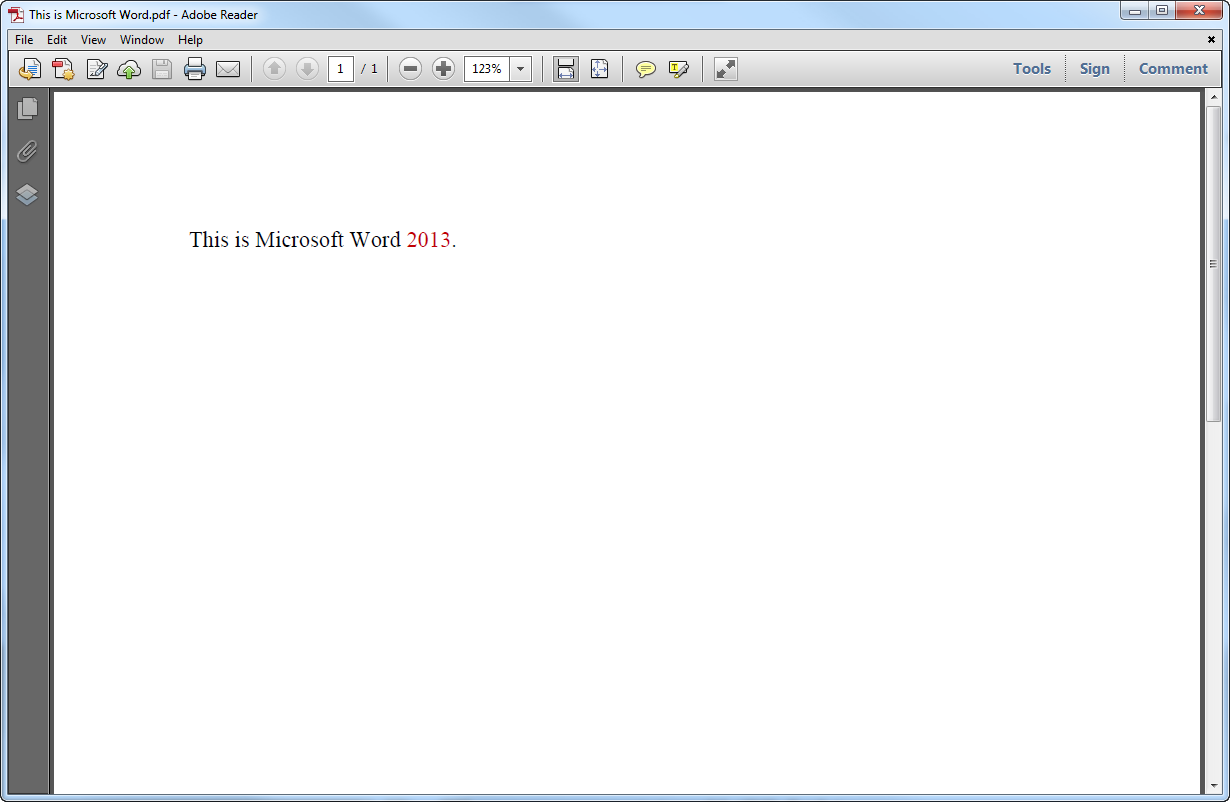 This is Microsoft Word.pdf - Adobe Reader
File Edit View Window Help
1 / 1 123% Tools Sign Comment
This is Microsoft Word 2013.